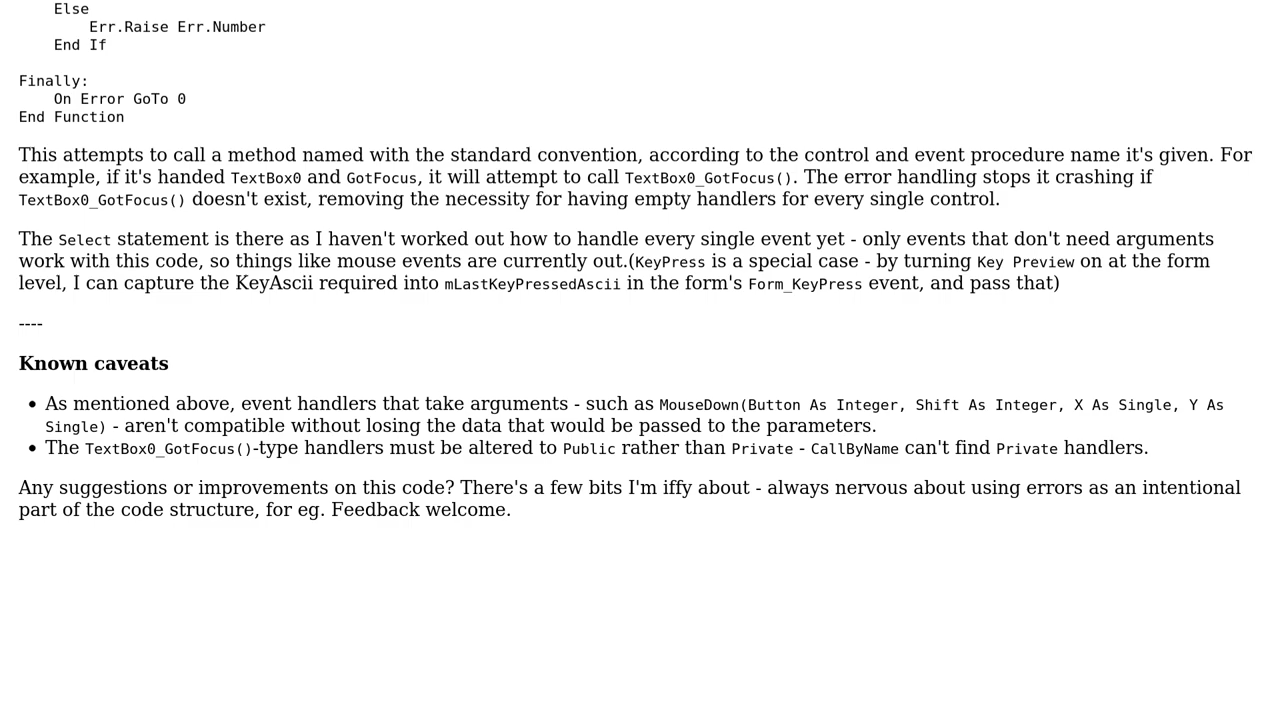 Else
Err.Raise Err.Number
End If
Finally:
On Error GoTo 0
End Function
This attempts to call a method named with the standard convention, according to the control and event procedure name it's given. For
example, if it's handed TextBox0 and GotFocus, it will attempt to call TextBox0_GotFocus(). The error handling stops it crashing if
TextBox0_GotFocus() doesn't exist, removing the necessity for having empty handlers for every single control.
The Select statement is there as I haven't worked out how to handle every single event yet - only events that don't need arguments
work with this code, so things like mouse events are currently out.(KeyPress is a special case - by turning Key Preview on at the form
level, I can capture the KeyAscii required into mLastKeyPressedAscii in the form's Form_KeyPress event, and pass that)
----
Known caveats
• As mentioned above, event handlers that take arguments - such as MouseDown(Button As Integer, Shift As Integer, X As Single, Y As
Single) - aren't compatible without losing the data that would be passed to the parameters.
• The TextBox0_GotFocus()-type handlers must be altered to Public rather than Private - CallByName can't find Private handlers.
Any suggestions or improvements on this code? There's a few bits I'm iffy about - always nervous about using errors as an intentional
part of the code structure, for eg. Feedback welcome.